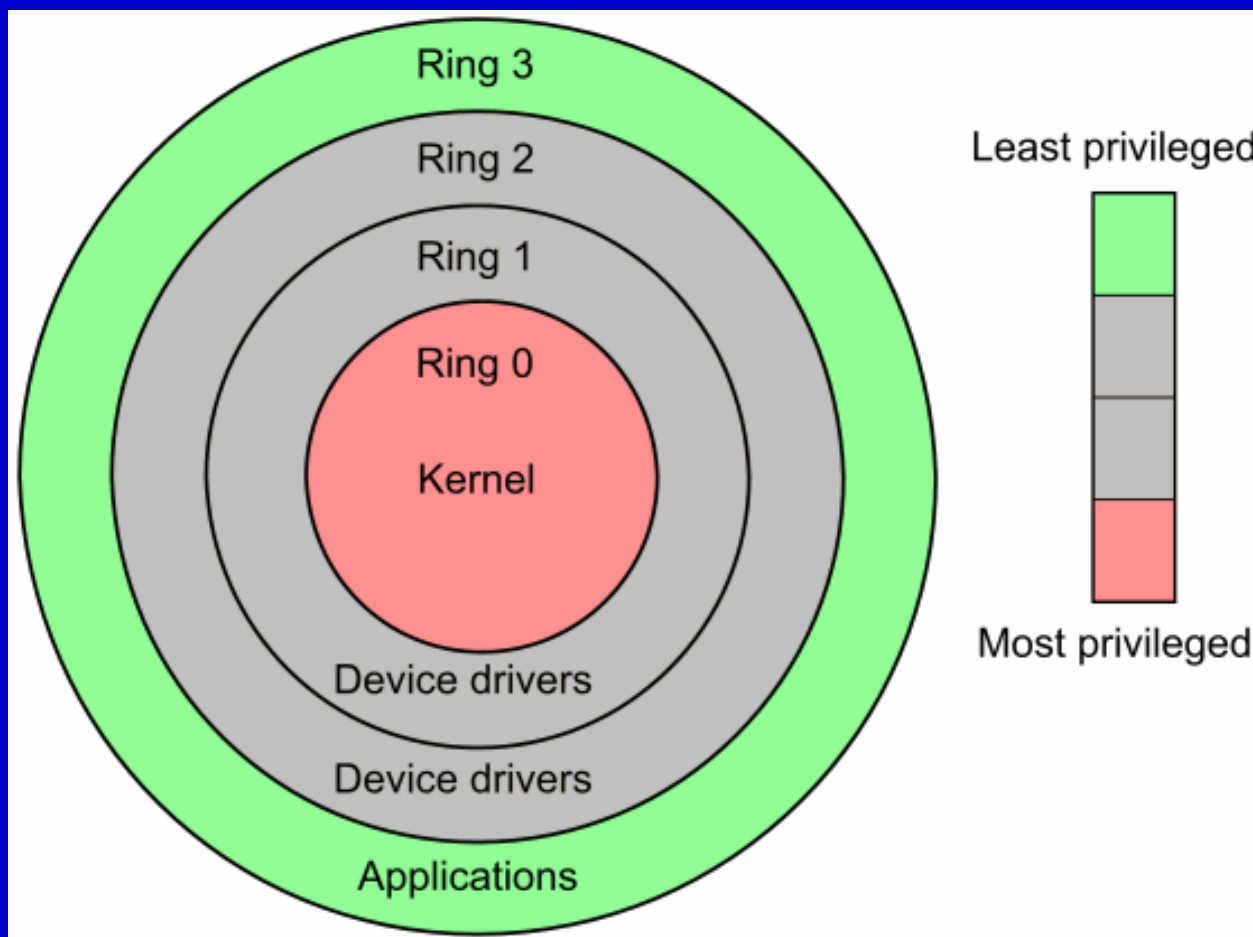 Ring 3
Ring 2
Ring 1
Ring 0
Kernel
Device drivers
Device drivers
Applications
Least privileged
Most privileged